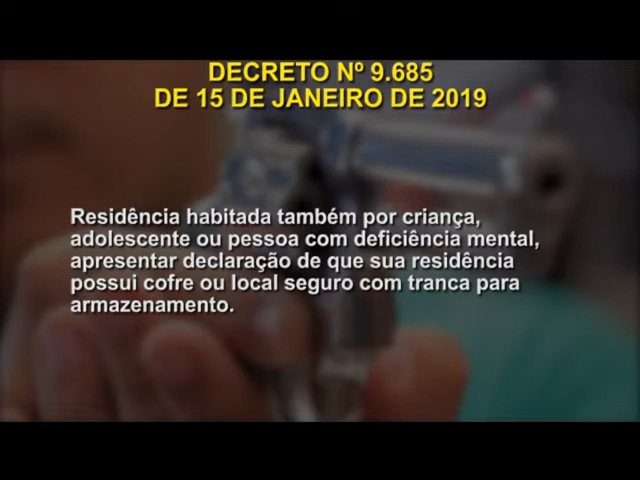 DECRETO Nº 9.685
DE 15 DE JANEIRO DE 2019
Residência habitada também por criança,
adolescente ou pessoa com deficiência mental,
apresentar declaração de que sua residência
possui cofre ou local seguro com tranca para
armazenamento.